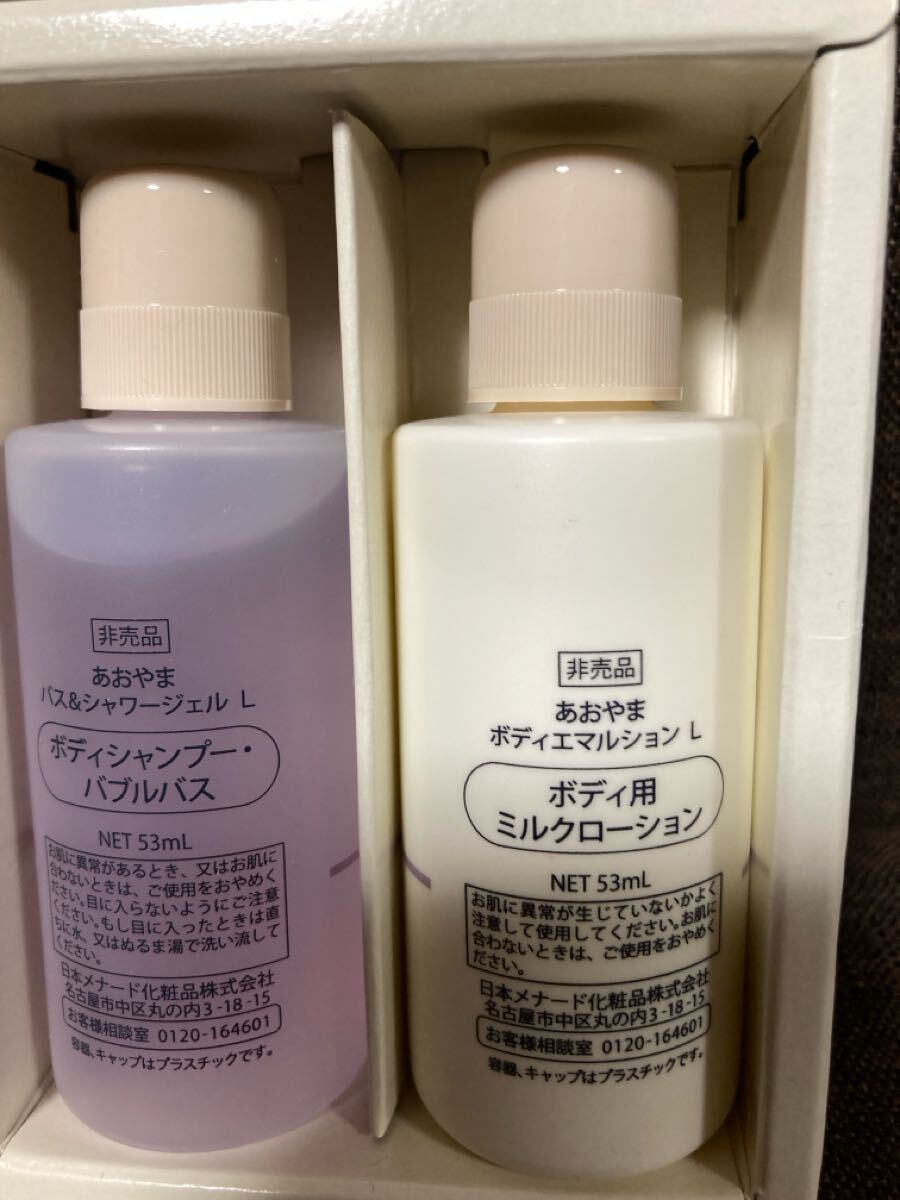 非売品
あおやま
バス&シャワージェル L
ボディシャンプー・
バブルバス
NET 53mL
お肌に異常があるとき、又はお肌に
合わないときは、ご使用をおやめく
ださい。目に入らないようにご注意
ください。もし目に入ったときは直
ちに水、又はぬるま湯で洗い流して
ください。
日本メナード化粧品株式会社
名古屋市中区丸の内3-18-15
お客様相談室 0120-164601
容器、キャップはプラスチックです。
非売品
あおやま
ボディエマルション L
ボディ用
ミルクローション
NET 53mL
お肌に異常が生じていないかよく
注意して使用してください。お肌に
合わないときは、ご使用をおやめく
ださい。
日本メナード化粧品株式会社
名古屋市中区丸の内3-18-15
お客様相談室 0120-164601
容器、キャップはプラスチックです。